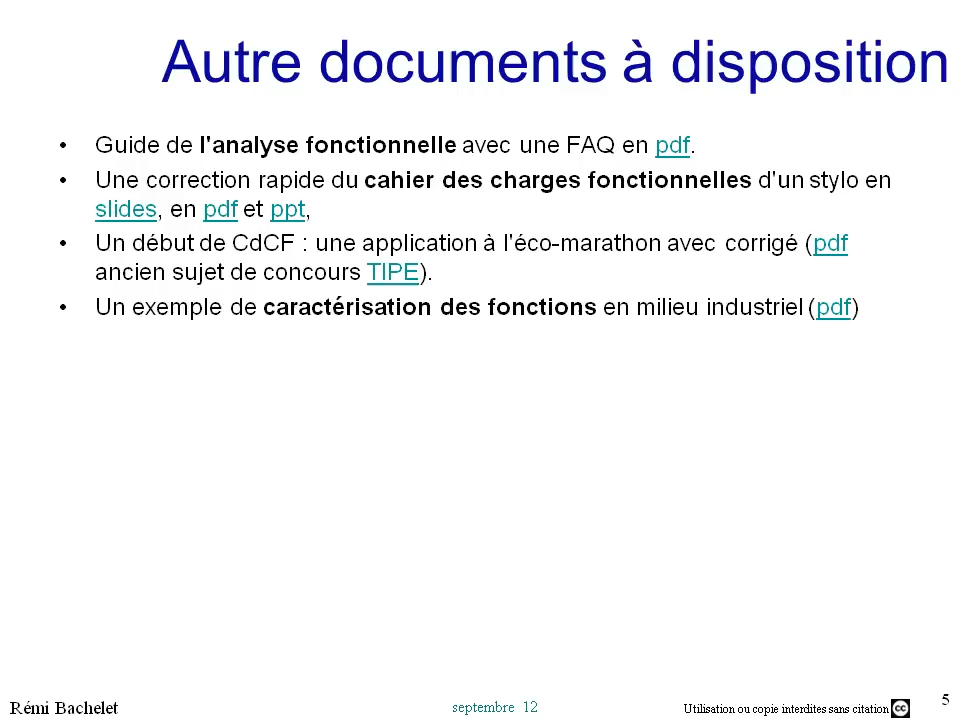 Autre documents à disposition
• Guide de l'analyse fonctionnelle avec une FAQ en pdf.
• Une correction rapide du cahier des charges fonctionnelles d'un stylo en
slides, en pdf et ppt,
• Un début de CdCF : une application à l'éco-marathon avec corrigé (pdf
ancien sujet de concours TIPE).
• Un exemple de caractérisation des fonctions en milieu industriel (pdf)
Rémi Bachelet
septembre 12
Utilisation ou copie interdites sans citation
cc
5